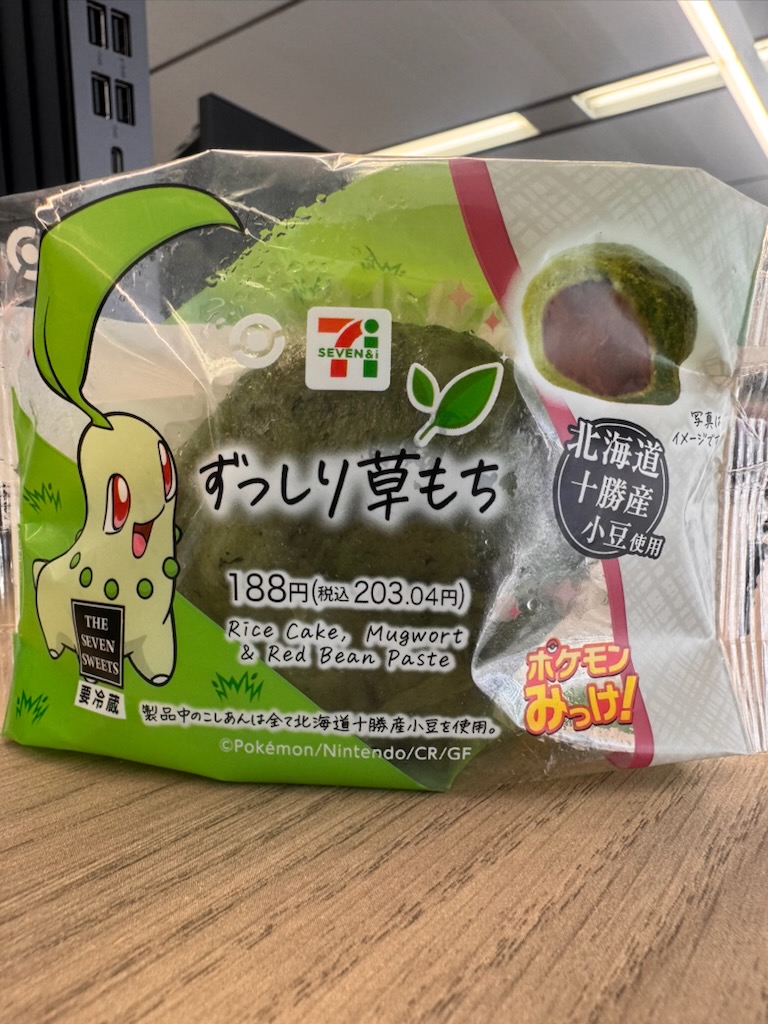 7i
SEVEN&i
ずっしり草もち
188円(税込203.04円)
Rice Cake, Mugwort
& Red Bean Paste
THE
SEVEN
SWEETS
要冷蔵
製品中のこしあんは全て北海道十勝産小豆を使用。
©Pokémon/Nintendo/CR/GF
写真は
イメージで
北海道
十勝産
小豆使用
ポケモン
みっけ!